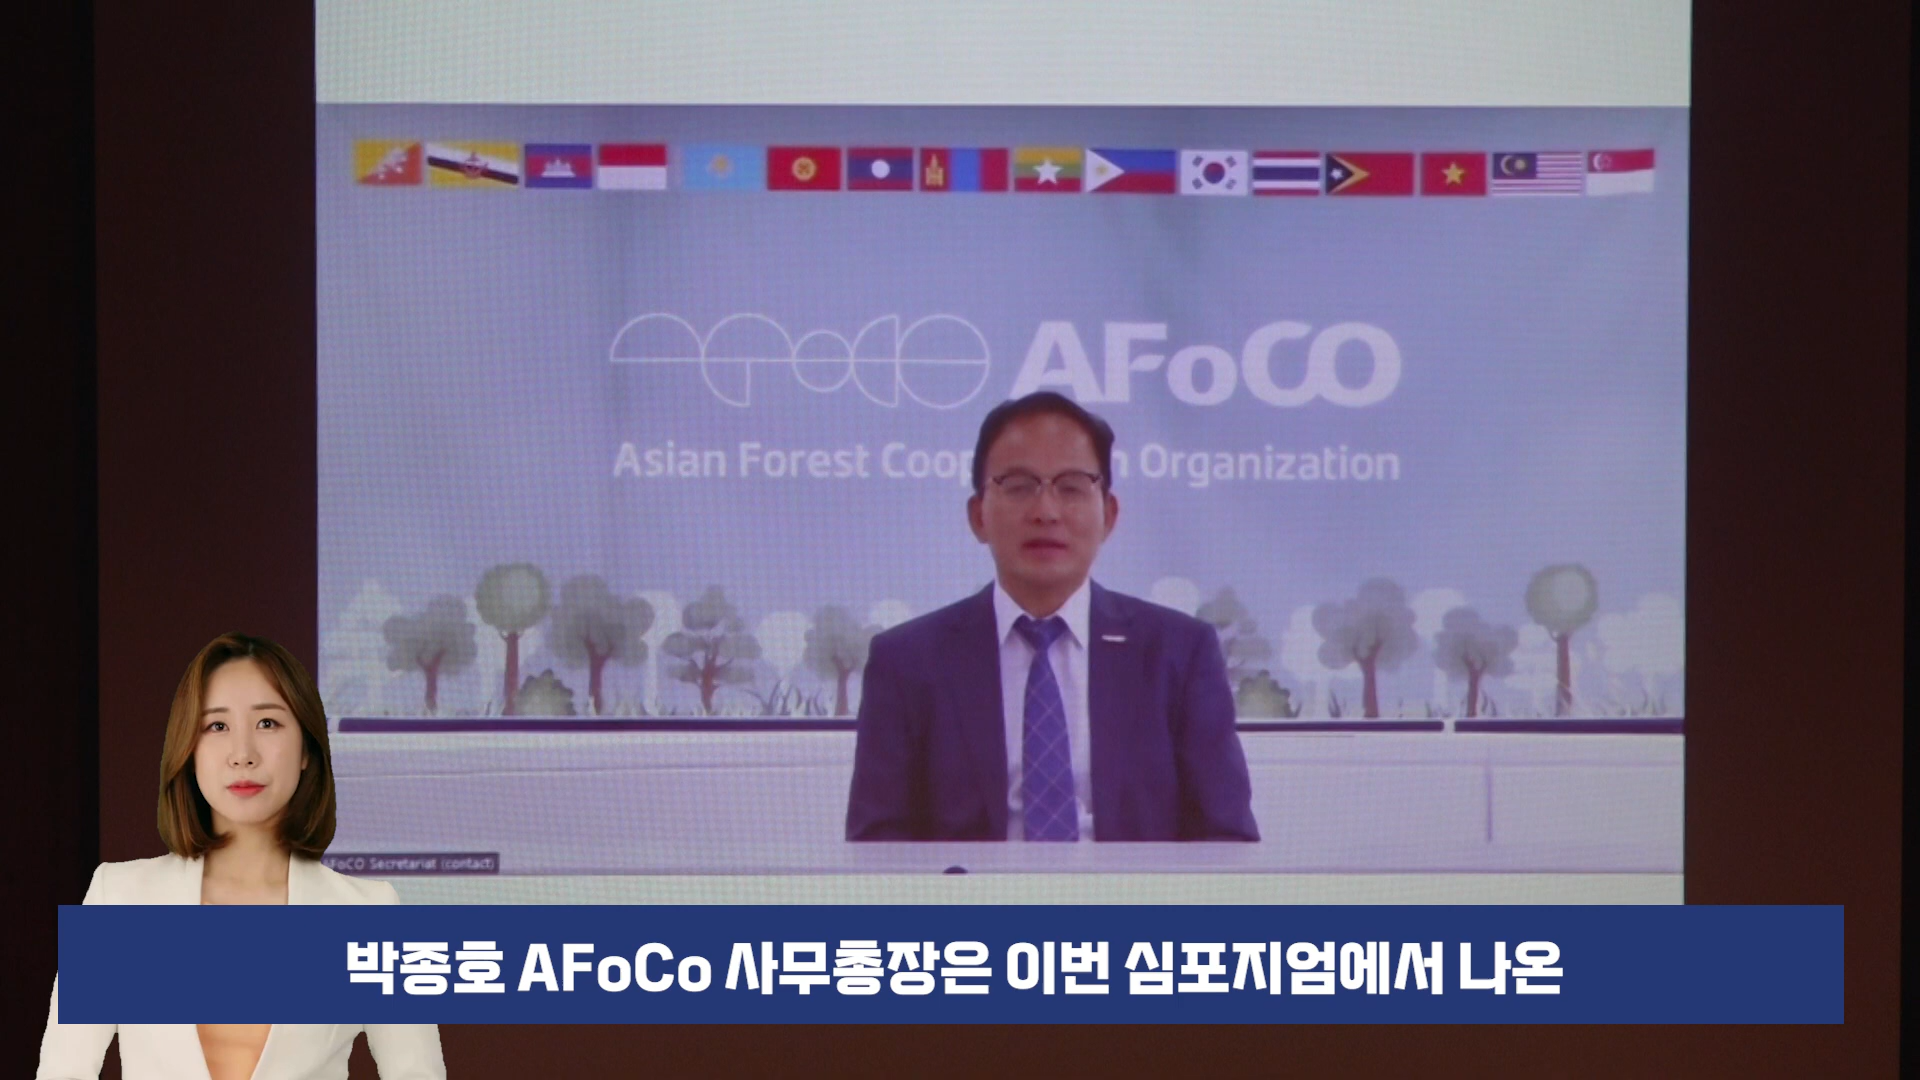 AFoCO
Asian Forest Coop n Organization
AFoCO Secretariat (contact)
박종호 AFoCo 사무총장은 이번 심포지엄에서 나온